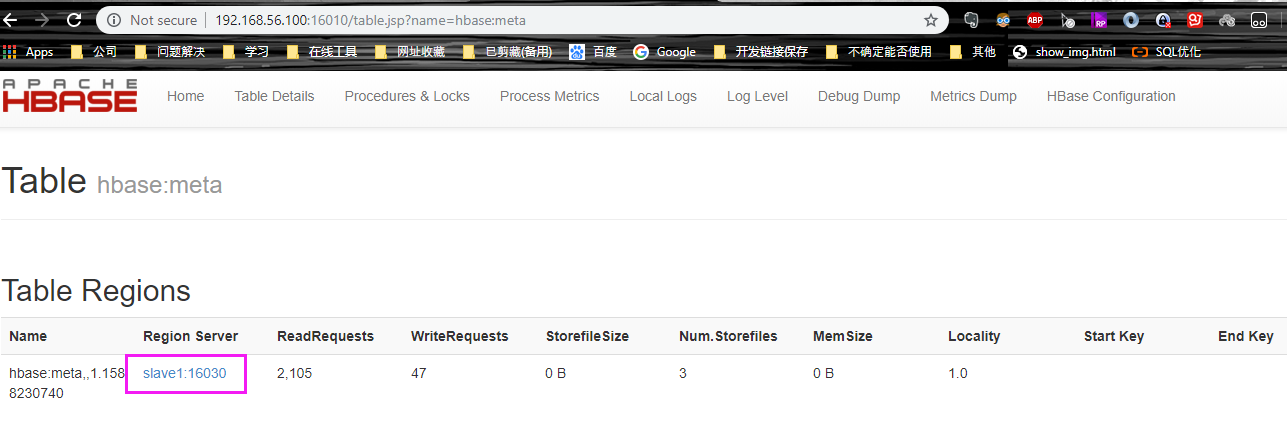 Not secure 192.168.56.100:16010/table.jsp?name=hbase:meta
ABP RP
Apps 公司 问题解决 学习 在线工具 网址收藏 已剪藏(备用) 百度 Google 开发链接保存 不确定能否使用 其他 show_img.html SQL优化
APACHE
HBASE Home Table Details Procedures & Locks Process Metrics Local Logs Log Level Debug Dump Metrics Dump HBase Configuration
Table hbase:meta
Table Regions
Name Region Server ReadRequests WriteRequests StorefileSize Num.Storefiles MemSize Locality Start Key End Key
hbase:meta,,1.158 slave1:16030 2,105 47 0 B 3 0 B 1.0
8230740